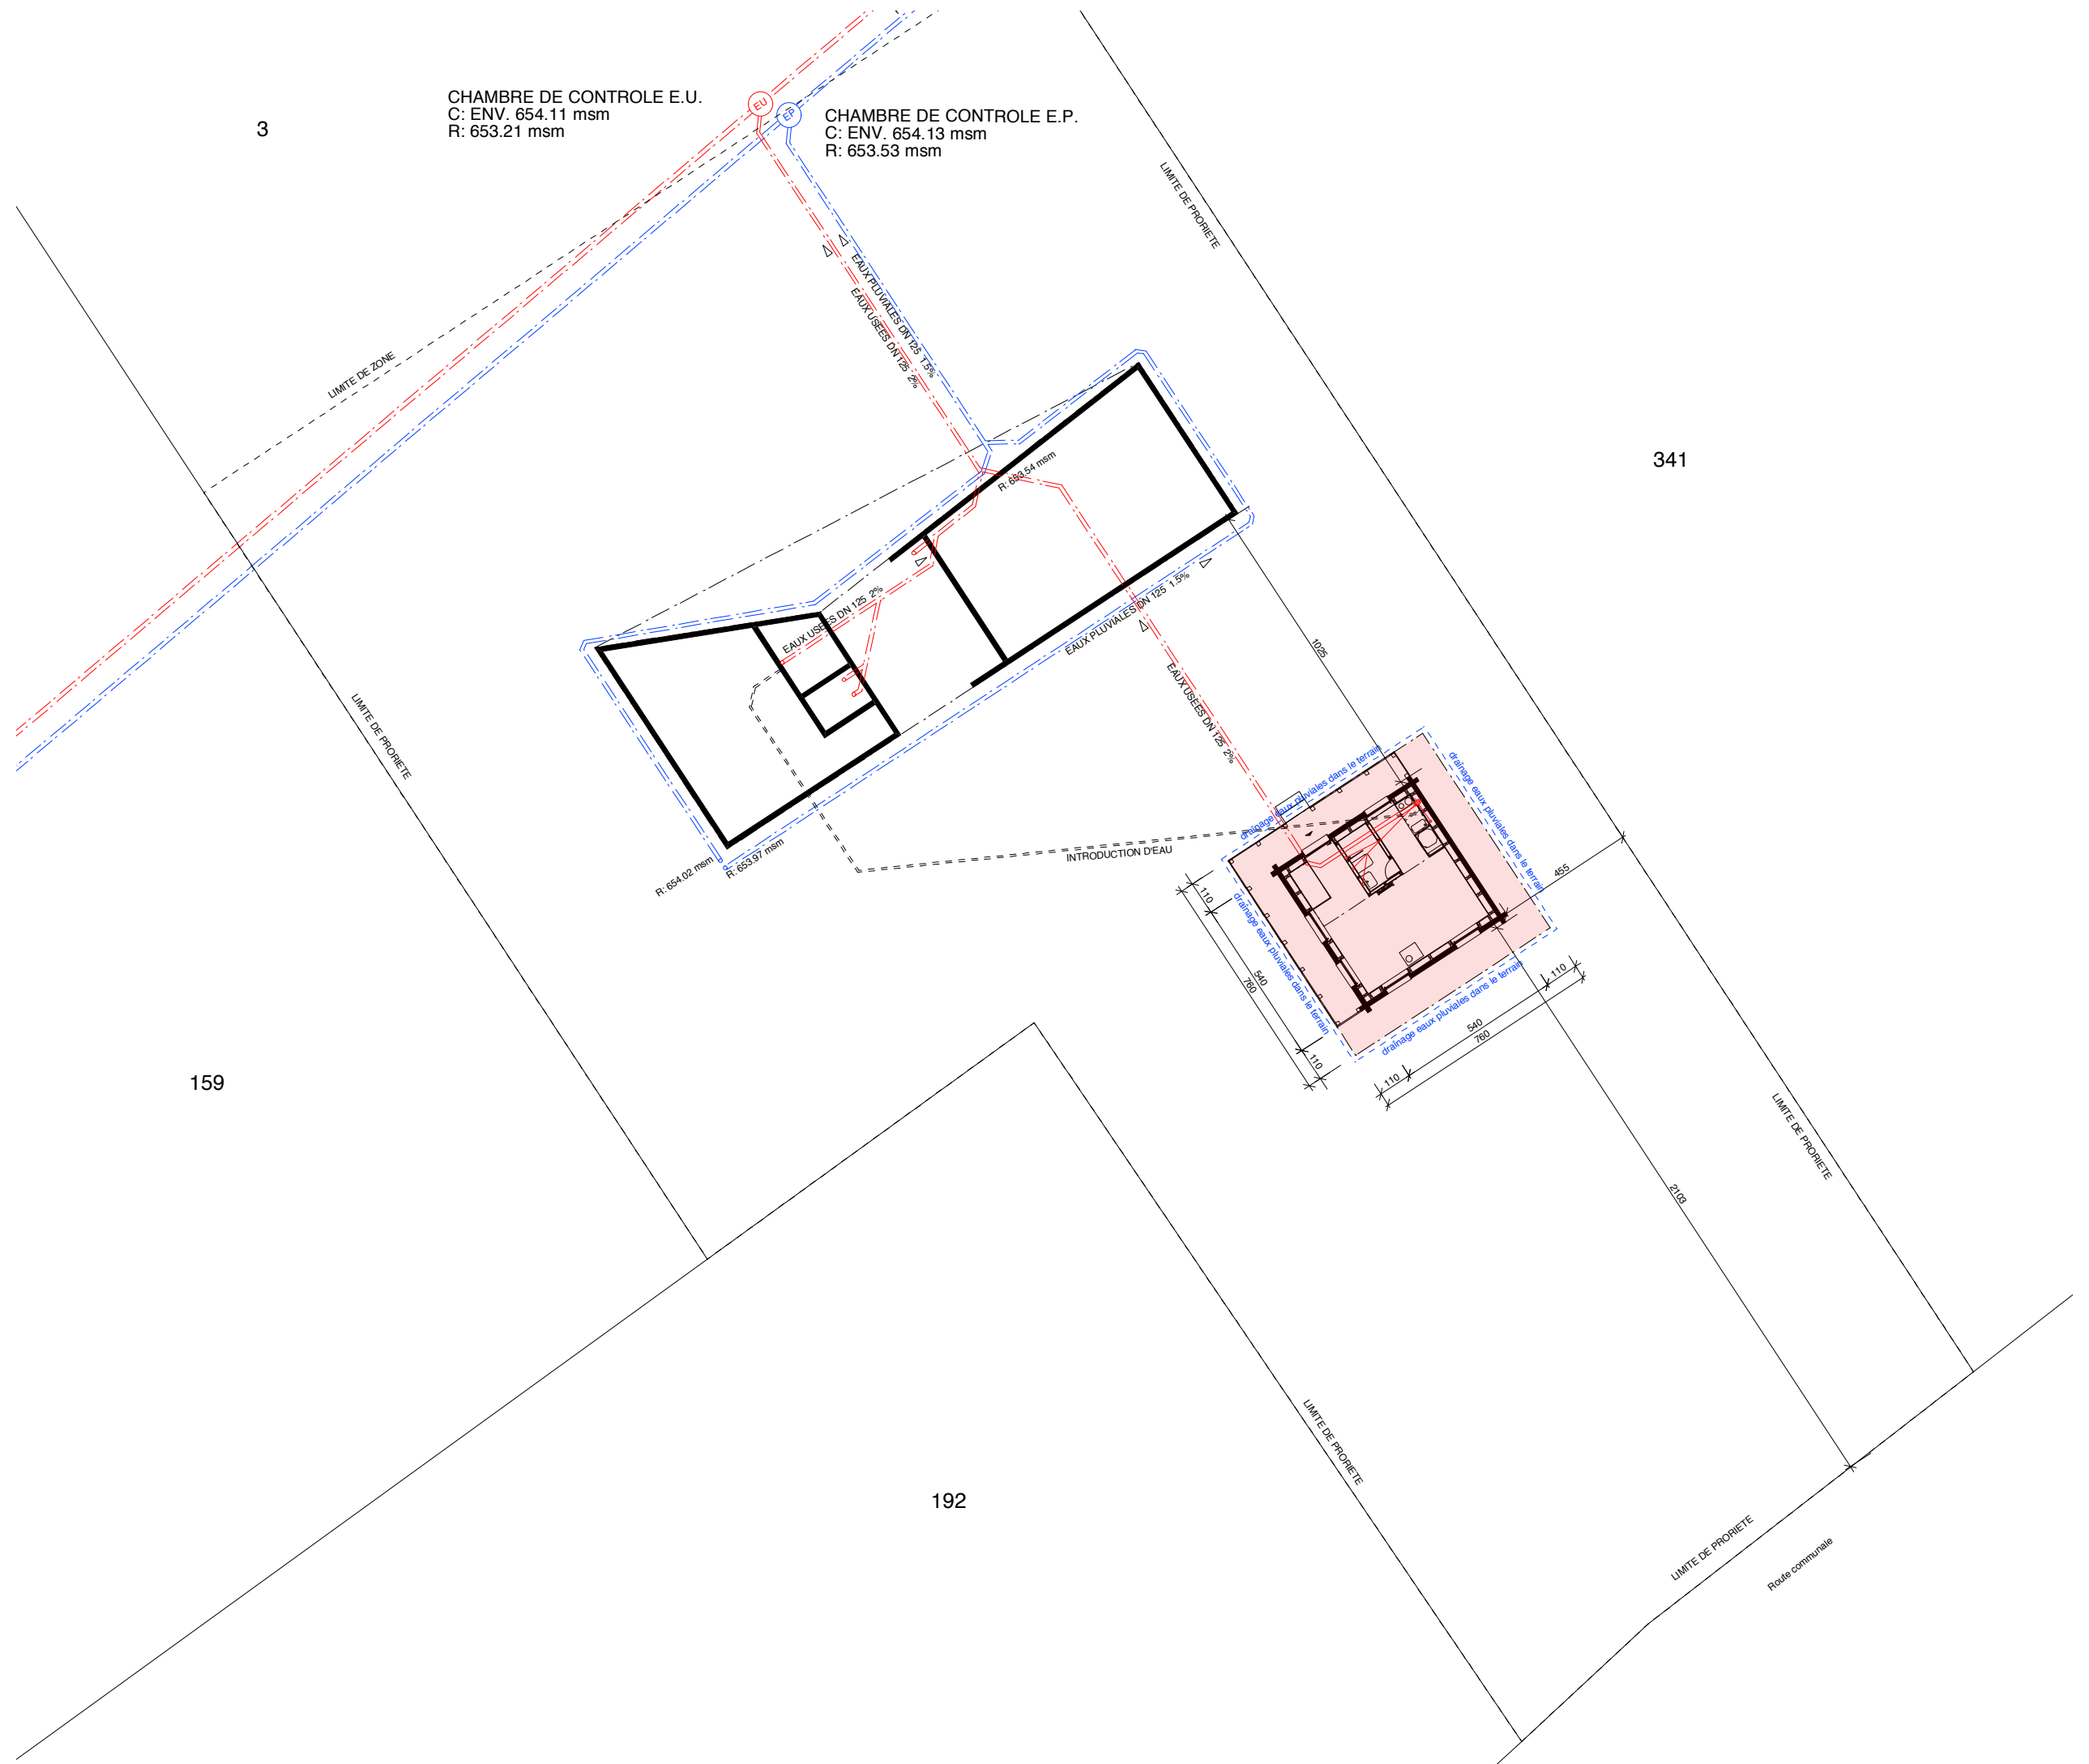 CHAMBRE DE CONTROLE E.U.
C: ENV. 654.11 msm
R: 653.21 msm
EU
EP
CHAMBRE DE CONTROLE E.P.
C: ENV. 654.13 msm
R: 653.53 msm
3
LIMITE DE PRORIETE
EAUX PLUVIALES DN 125 1.5%
EAUX USEES DN 125 2%
LIMITE DE ZONE
341
R: 653.54 msm
EAUX USEES DN 125 2%
EAUX PLUVIALES DN 125 1.5%
1025
EAUX USEES DN 125 2%
LIMITE DE PRORIETE
drainage eaux pluviales dans le terrain
drainage eaux pluviales dans le terrain
INTRODUCTION D'EAU
R: 654.02 msm
R: 653.97 msm
455
110
540
760
110
drainage eaux pluviales dans le terrain
drainage eaux pluviales dans le terrain
110
540
760
110
159
LIMITE DE PRORIETE
2103
LIMITE DE PRORIETE
192
LIMITE DE PRORIETE
Route communale